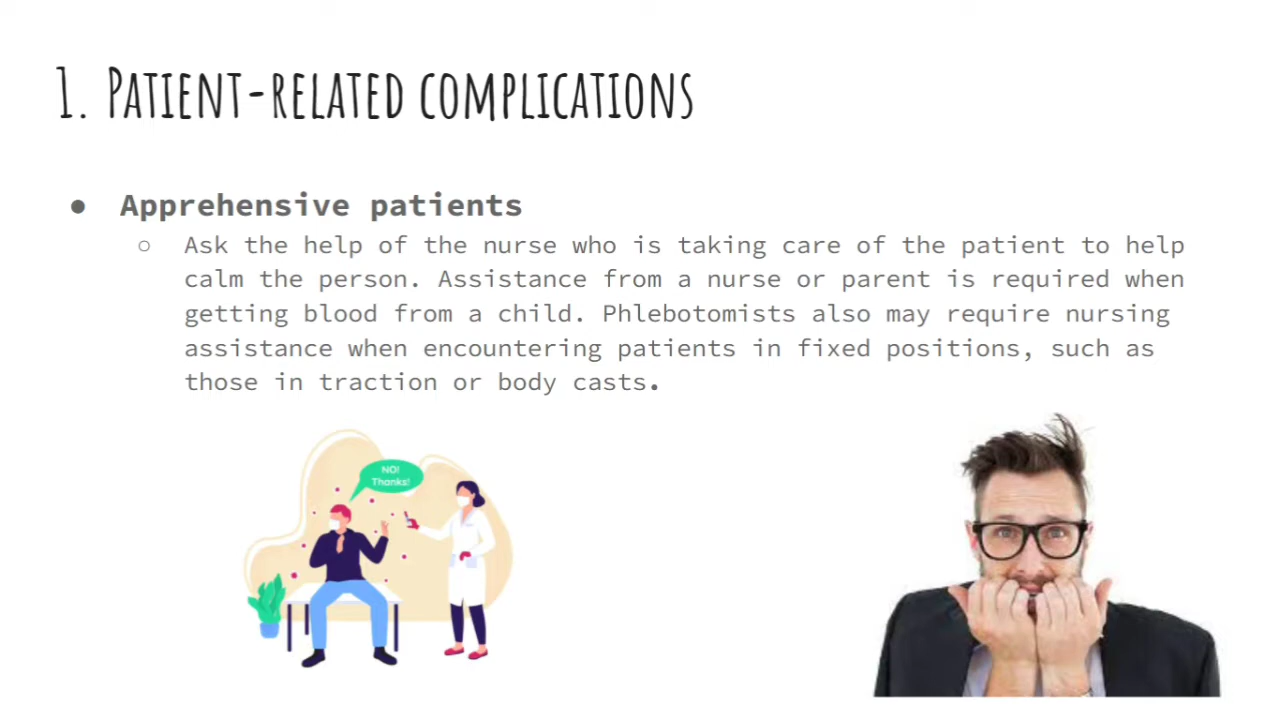 1. Patient-related complications
● Apprehensive patients
○ Ask the help of the nurse who is taking care of the patient to help
calm the person. Assistance from a nurse or parent is required when
getting blood from a child. Phlebotomists also may require nursing
assistance when encountering patients in fixed positions, such as
those in traction or body casts.
NO!
Thanks!